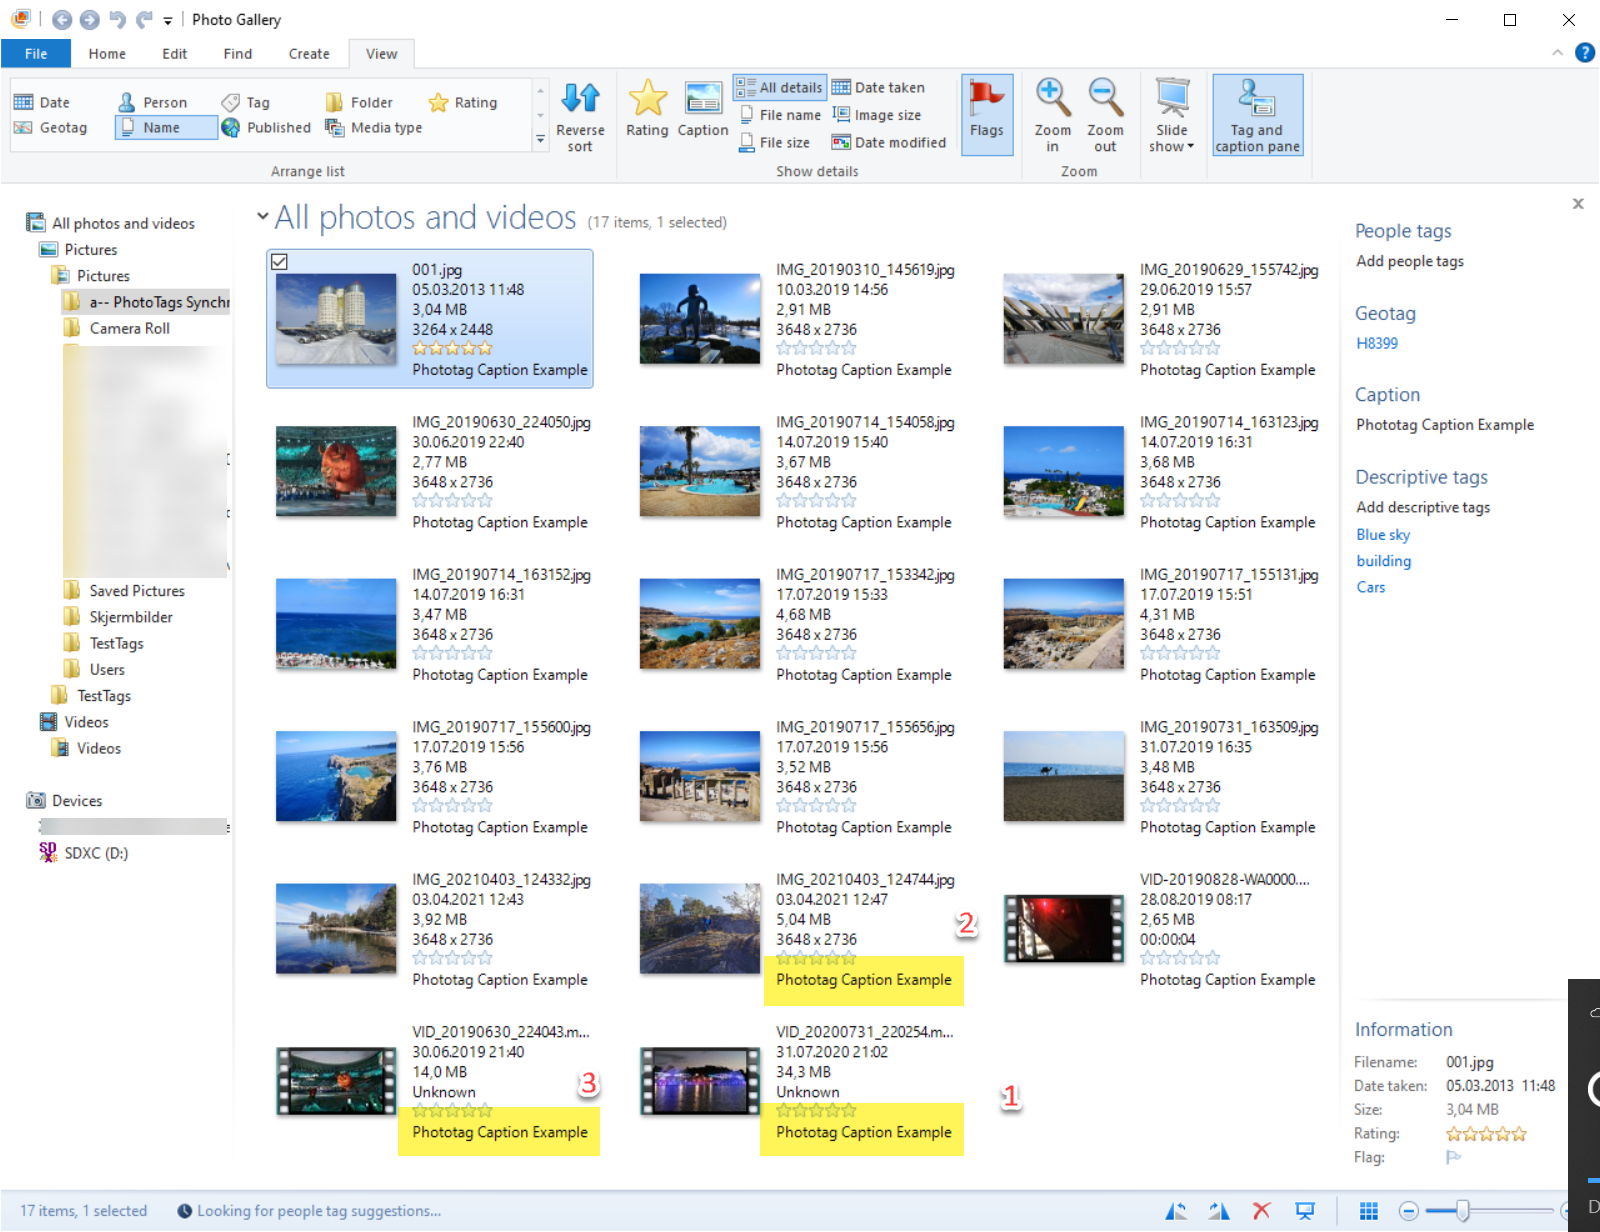 Photo Gallery
File Home Edit Find Create View
Date Person Tag Folder Rating
Geotag Name Published Media type
Reverse sort
Arrange list
Rating Caption
All details Date taken
File name Image size
File size Date modified
Show details
Flags
Zoom in
Zoom out
Zoom
Slide show
Tag and caption pane
All photos and videos
Pictures
Pictures
a-- PhotoTags Synchr
Camera Roll
Saved Pictures
Skjermbilder
TestTags
Users
TestTags
Videos
Videos
Devices
SDXC (D:)
All photos and videos (17 items, 1 selected)
001.jpg
05.03.2013 11:48
3,04 MB
3264 x 2448
Phototag Caption Example
IMG_20190310_145619.jpg
10.03.2019 14:56
2,91 MB
3648 x 2736
Phototag Caption Example
IMG_20190629_155742.jpg
29.06.2019 15:57
2,91 MB
3648 x 2736
Phototag Caption Example
IMG_20190630_224050.jpg
30.06.2019 22:40
2,77 MB
3648 x 2736
Phototag Caption Example
IMG_20190714_154058.jpg
14.07.2019 15:40
3,67 MB
3648 x 2736
Phototag Caption Example
IMG_20190714_163123.jpg
14.07.2019 16:31
3,68 MB
3648 x 2736
Phototag Caption Example
IMG_20190714_163152.jpg
14.07.2019 16:31
3,47 MB
3648 x 2736
Phototag Caption Example
IMG_20190717_153342.jpg
17.07.2019 15:33
4,68 MB
3648 x 2736
Phototag Caption Example
IMG_20190717_155131.jpg
17.07.2019 15:51
4,31 MB
3648 x 2736
Phototag Caption Example
IMG_20190717_155600.jpg
17.07.2019 15:56
3,76 MB
3648 x 2736
Phototag Caption Example
IMG_20190717_155656.jpg
17.07.2019 15:56
3,52 MB
3648 x 2736
Phototag Caption Example
IMG_20190731_163509.jpg
31.07.2019 16:35
3,48 MB
3648 x 2736
Phototag Caption Example
IMG_20210403_124332.jpg
03.04.2021 12:43
3,92 MB
3648 x 2736
Phototag Caption Example
IMG_20210403_124744.jpg
03.04.2021 12:47
5,04 MB
3648 x 2736
Phototag Caption Example
2
VID-20190828-WA0000....
28.08.2019 08:17
2,65 MB
00:00:04
Phototag Caption Example
VID_20190630_224043.m...
30.06.2019 21:40
14,0 MB
Unknown
Phototag Caption Example
3
VID_20200731_220254.m...
31.07.2020 21:02
34,3 MB
Unknown
Phototag Caption Example
1
People tags
Add people tags
Geotag
H8399
Caption
Phototag Caption Example
Descriptive tags
Add descriptive tags
Blue sky
building
Cars
Information
Filename: 001.jpg
Date taken: 05.03.2013 11:48
Size: 3,04 MB
Rating:
Flag:
17 items, 1 selected
Looking for people tag suggestions...